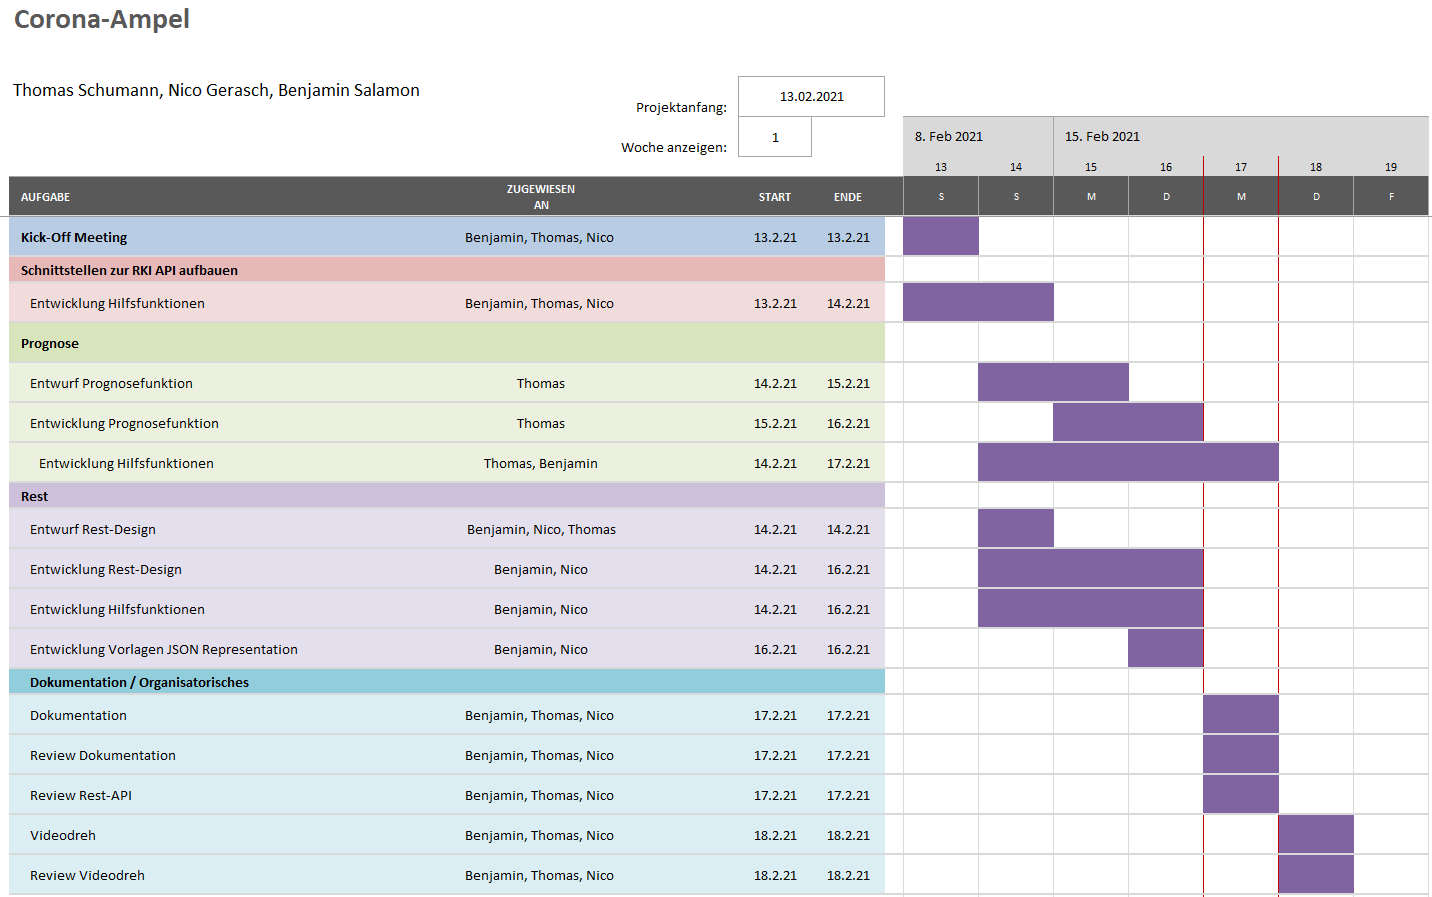 Corona-Ampel
Thomas Schumann, Nico Gerasch, Benjamin Salamon
Projektanfang: 13.02.2021
Woche anzeigen: 1
8. Feb 2021 15. Feb 2021
13 14 15 16 17 18 19
AUFGABE ZUGEWIESEN AN START ENDE S S M D M D F
Kick-Off Meeting Benjamin, Thomas, Nico 13.2.21 13.2.21
Schnittstellen zur RKI API aufbauen
Entwicklung Hilfsfunktionen Benjamin, Thomas, Nico 13.2.21 14.2.21
Prognose
Entwurf Prognosefunktion Thomas 14.2.21 15.2.21
Entwicklung Prognosefunktion Thomas 15.2.21 16.2.21
Entwicklung Hilfsfunktionen Thomas, Benjamin 14.2.21 17.2.21
Rest
Entwurf Rest-Design Benjamin, Nico, Thomas 14.2.21 14.2.21
Entwicklung Rest-Design Benjamin, Nico 14.2.21 16.2.21
Entwicklung Hilfsfunktionen Benjamin, Nico 14.2.21 16.2.21
Entwicklung Vorlagen JSON Representation Benjamin, Nico 16.2.21 16.2.21
Dokumentation / Organisatorisches
Dokumentation Benjamin, Thomas, Nico 17.2.21 17.2.21
Review Dokumentation Benjamin, Thomas, Nico 17.2.21 17.2.21
Review Rest-API Benjamin, Thomas, Nico 17.2.21 17.2.21
Videodreh Benjamin, Thomas, Nico 18.2.21 18.2.21
Review Videodreh Benjamin, Thomas, Nico 18.2.21 18.2.21